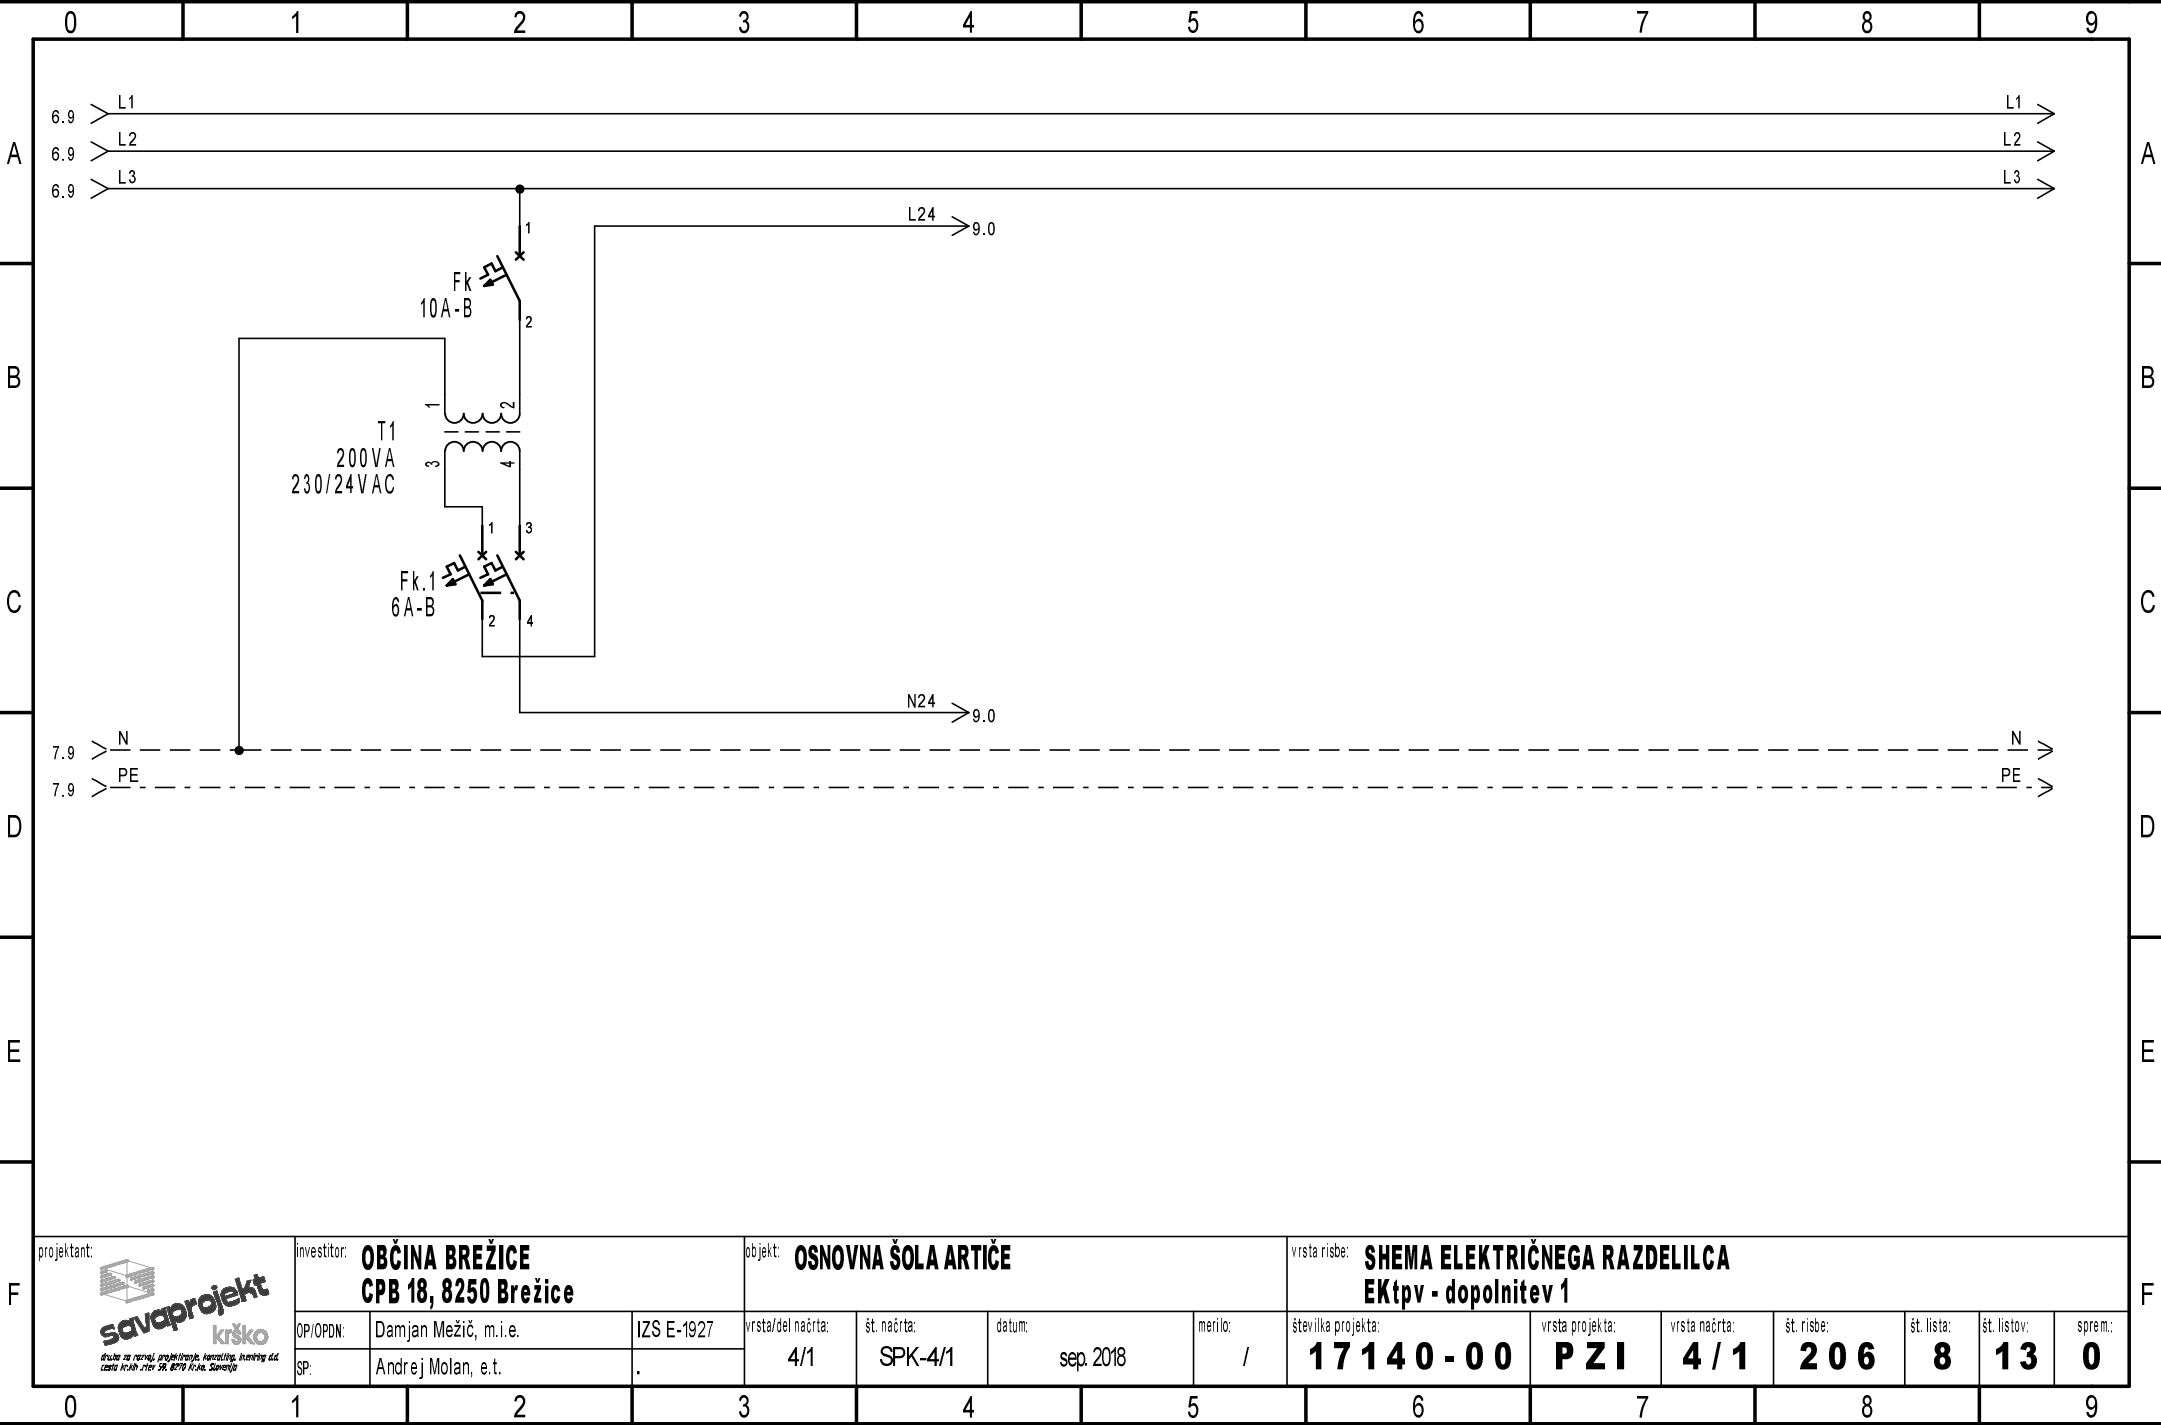 0 1 2 3 4 5 6 7 8 9
L1 L1
6.9
L2 L2
A 6.9 A
L3 L3
6.9
L24
9.0
1
Fk
10A-B
2
B B
1 2
T1
200VA
3 4
230/24VAC
1 3
Fk.1
6A-B
C C
2 4
N24
9.0
N N
7.9
PE PE
7.9
D D
E E
F F
projektant:
savaprojekt
krško
investitor: OBČINA BREŽICE
CPB 18, 8250 Brežice
OP/OPDN: Damjan Mežič, m.i.e. IZS E-1927
SP: Andrej Molan, e.t. .
objekt: OSNOVNA ŠOLA ARTIČE
vrsta/del načrta: 4/1
št. načrta: SPK-4/1
datum: sep. 2018
merilo: /
vrsta risbe: SHEMA ELEKTRIČNEGA RAZDELILCA
EKtpv - dopolnitev 1
številka projekta: 17140-00
vrsta projekta: PZI
vrsta načrta: 4/1
št. risbe: 206
št. lista: 8
št. listov: 13
sprem.: 0
0 1 2 3 4 5 6 7 8 9